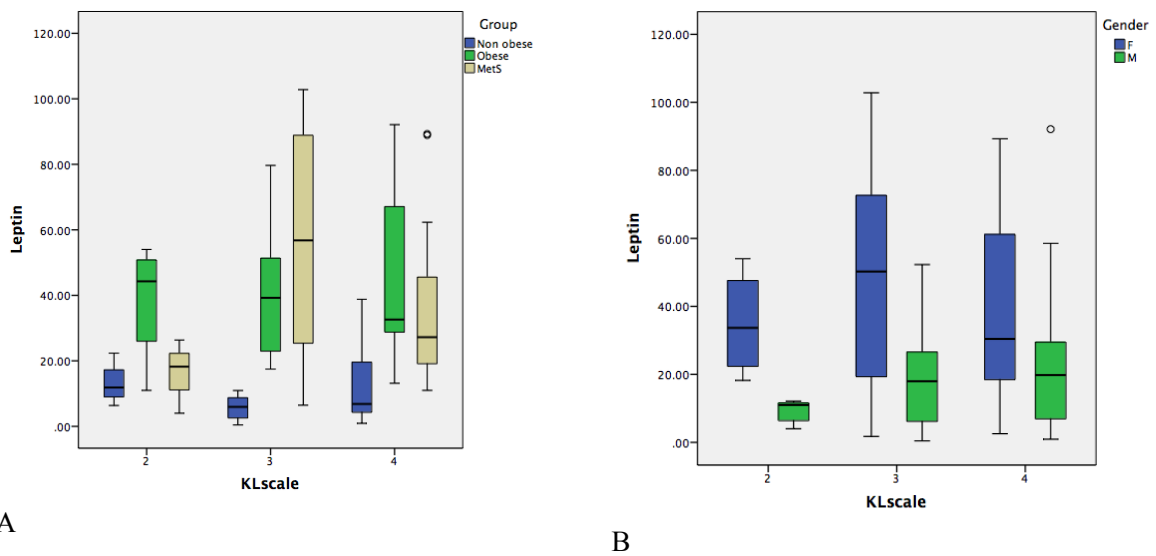 Group
Non obese
Obese
MetS
120.00
100.00
80.00
60.00
40.00
20.00
.00
Leptin
2
3
4
KLscale
A
Gender
F
M
120.00
100.00
80.00
60.00
40.00
20.00
.00
Leptin
2
3
4
KLscale
B